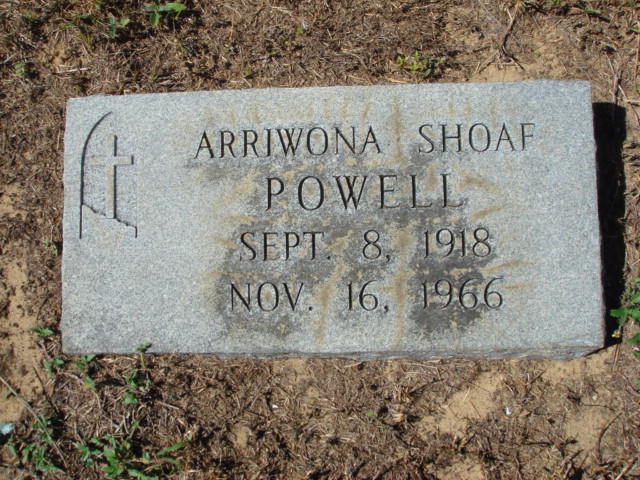 ARRIWONA SHOAF
POWELL
SEPT. 8, 1918
NOV. 16, 1966